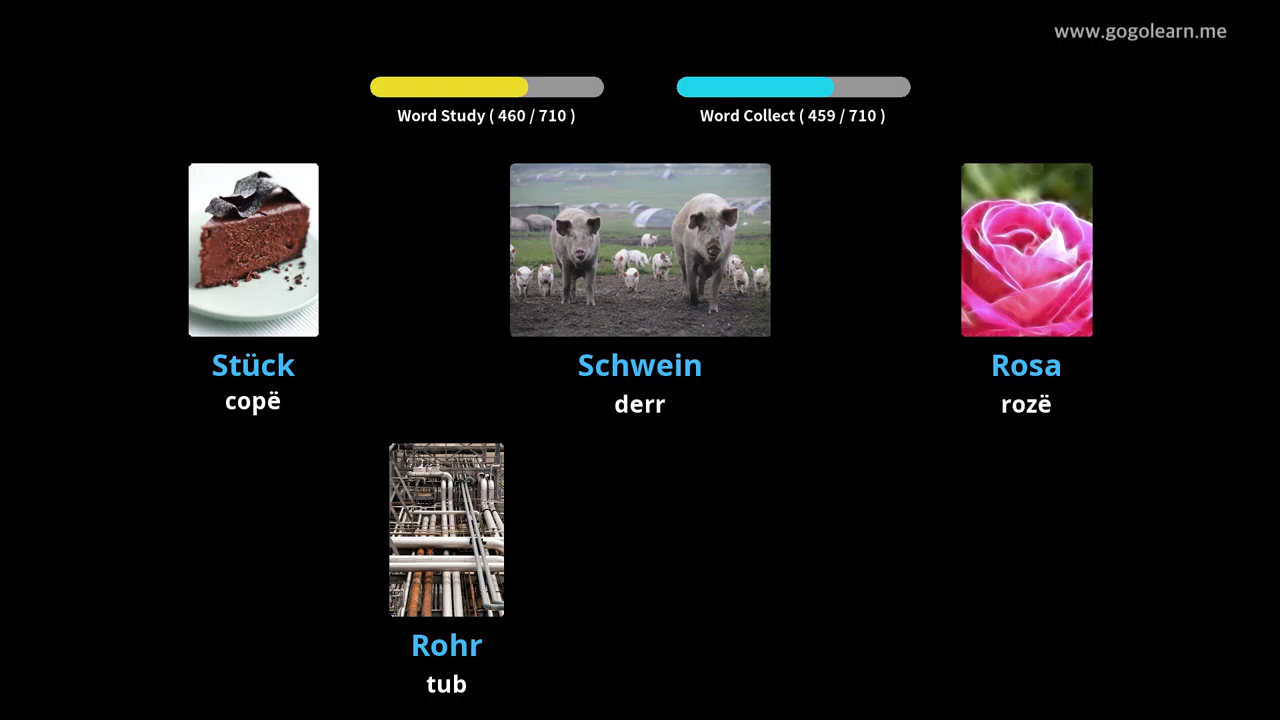 www.gogolearn.me
Word Study ( 460 / 710 )
Word Collect ( 459 / 710 )
Stück
copë
Schwein
derr
Rosa
rozë
Rohr
tub